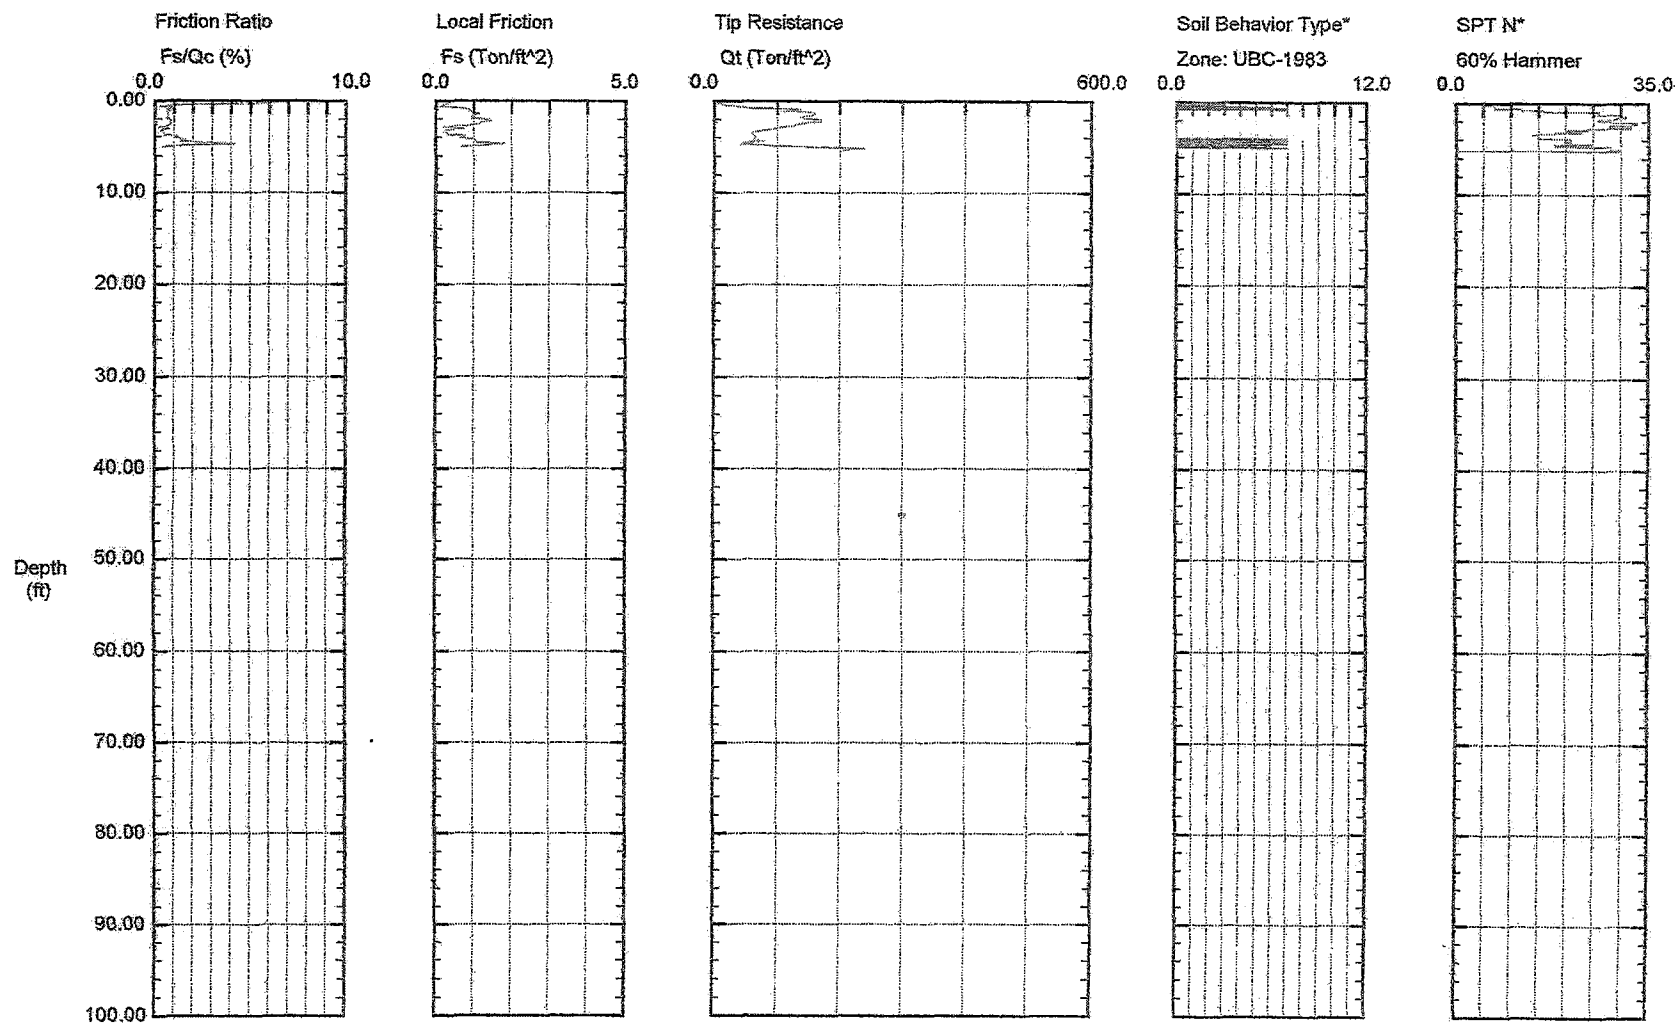 Friction Ratio Local Friction Tip Resistance Soil Behavior Type* SPT N*
Fs/Qc (%) Fs (Ton/ft^2) Qt (Ton/ft^2) Zone: UBC-1983 60% Hammer
0.0 10.0 0.0 5.0 0.0 600.0 0.0 12.0 0.0 35.0
0.00
10.00
20.00
30.00
40.00
50.00
Depth
(ft)
60.00
70.00
80.00
90.00
100.00